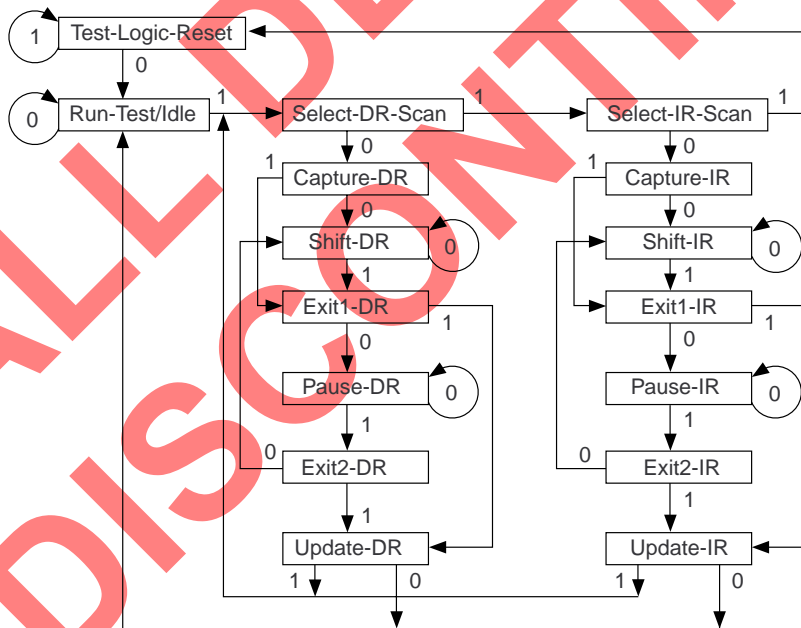 1 Test-Logic-Reset
0
0 Run-Test/Idle 1 Select-DR-Scan 1 Select-IR-Scan 1
0 0
1 Capture-DR 1 Capture-IR
0 0
Shift-DR 0 Shift-IR 0
1 1
Exit1-DR 1 Exit1-IR 1
0 0
Pause-DR 0 Pause-IR 0
1 1
0 Exit2-DR 0 Exit2-IR
1 1
Update-DR Update-IR
1 0 1 0
ALL